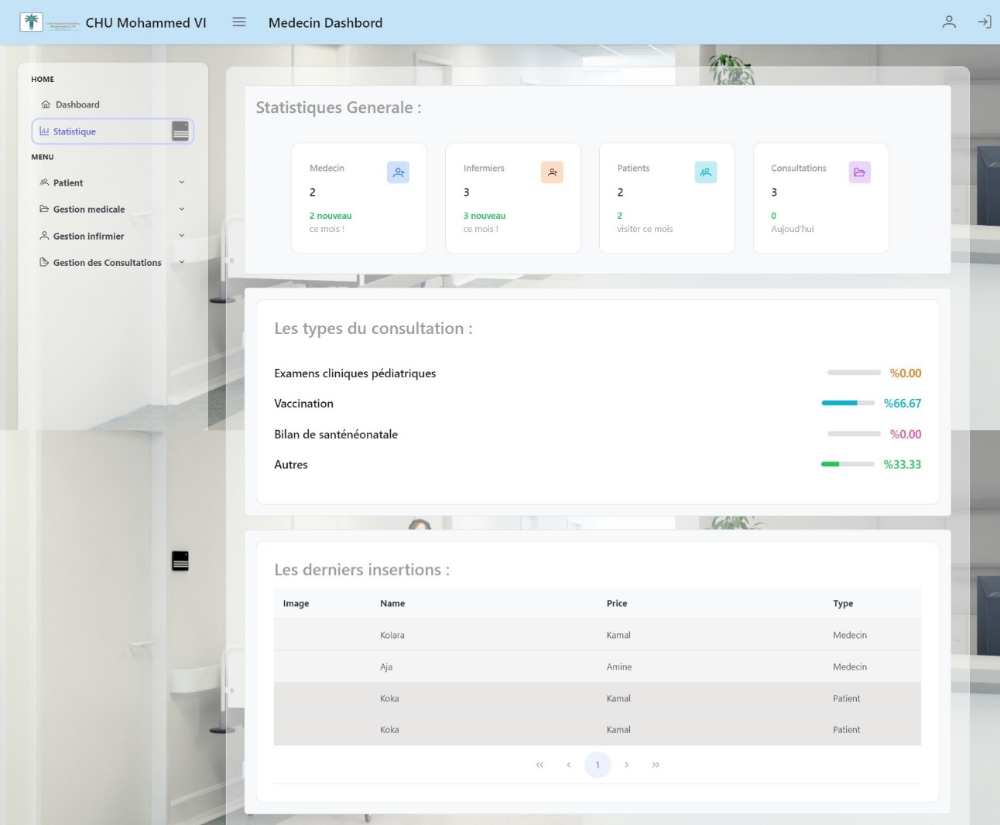 CHU Mohammed VI
Medecin Dashbord
HOME
Dashboard
Statistique
MENU
Patient
Gestion medicale
Gestion infirmier
Gestion des Consultations
Statistiques Generale :
Medecin
2
2 nouveau
ce mois !
Infermiers
3
3 nouveau
ce mois !
Patients
2
2
visiter ce mois
Consultations
3
0
Aujoud'hui
Les types du consultation :
Examens cliniques pédiatriques %0.00
Vaccination %66.67
Bilan de santénéonatale %0.00
Autres %33.33
Les derniers insertions :
Image Name Price Type
Kolara Kamal Medecin
Aja Amine Medecin
Koka Kamal Patient
Koka Kamal Patient
1